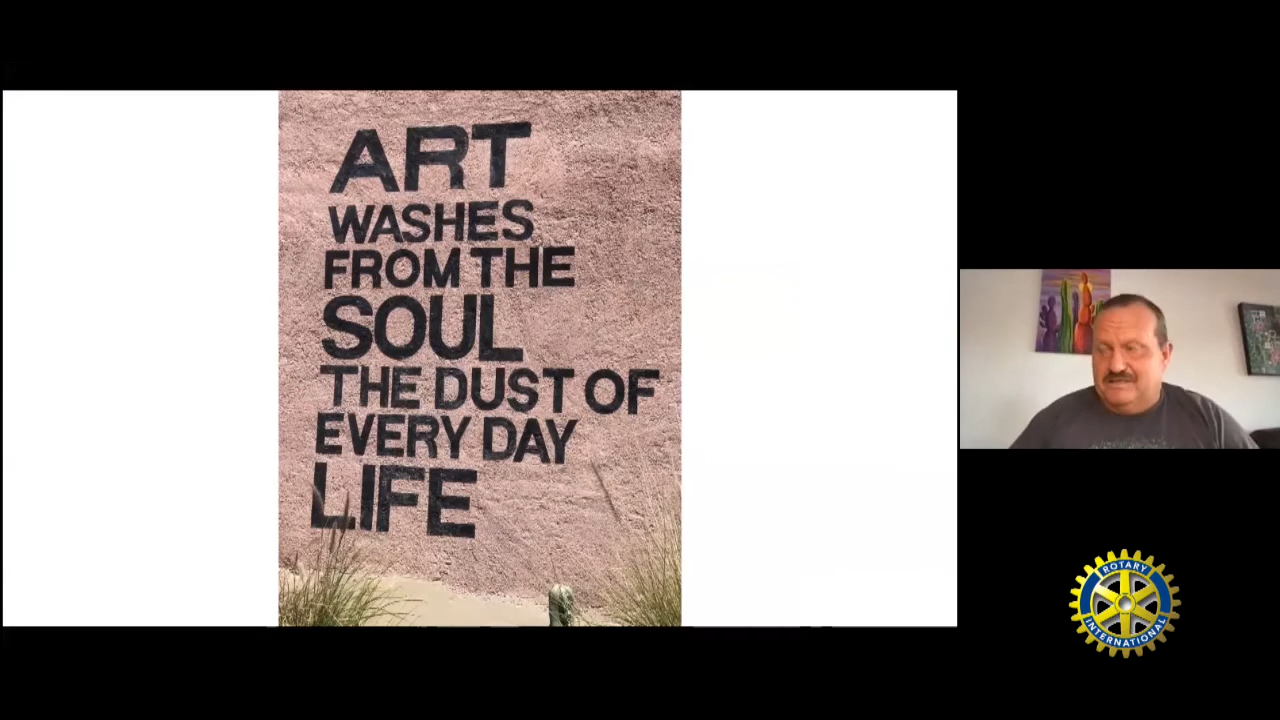 ART
WASHES
FROM THE
SOUL
THE DUST OF
EVERY DAY
LIFE
ROTARY
INTERNATIONAL